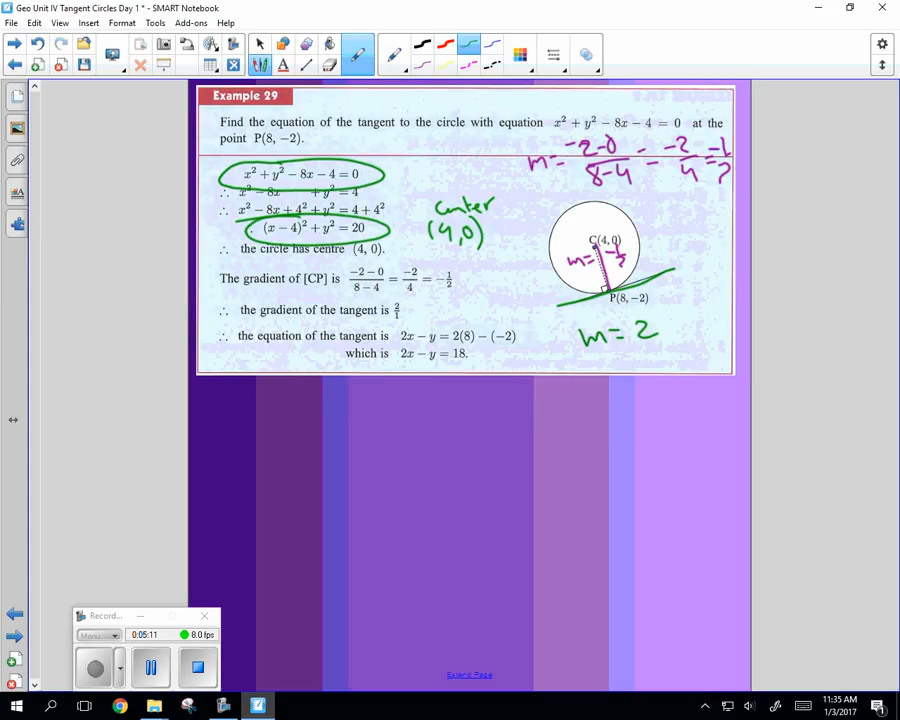 Geo Unit IV Tangent Circles Day 1 * - SMART Notebook
File Edit View Insert Format Tools Add-ons Help
Example 29
Find the equation of the tangent to the circle with equation x² + y² − 8x − 4 = 0 at the
point P(8, −2).
m = −2−0/8−4 = −2/4 = −1/2
x² + y² − 8x − 4 = 0
∴ x² − 8x + y² = 4
∴ x² − 8x + 4² + y² = 4 + 4²
∴ (x − 4)² + y² = 20
∴ the circle has centre (4, 0).
center
(4,0)
The gradient of [CP] is −2 − 0/8 − 4 = −2/4 = −1/2
∴ the gradient of the tangent is 2/1
∴ the equation of the tangent is 2x − y = 2(8) − (−2)
which is 2x − y = 18.
C(4, 0)
m = −1/2
P(8, −2)
m = 2
Extend Page
Record...
Menu
0:05:11 8.0 fps
11:35 AM
1/3/2017